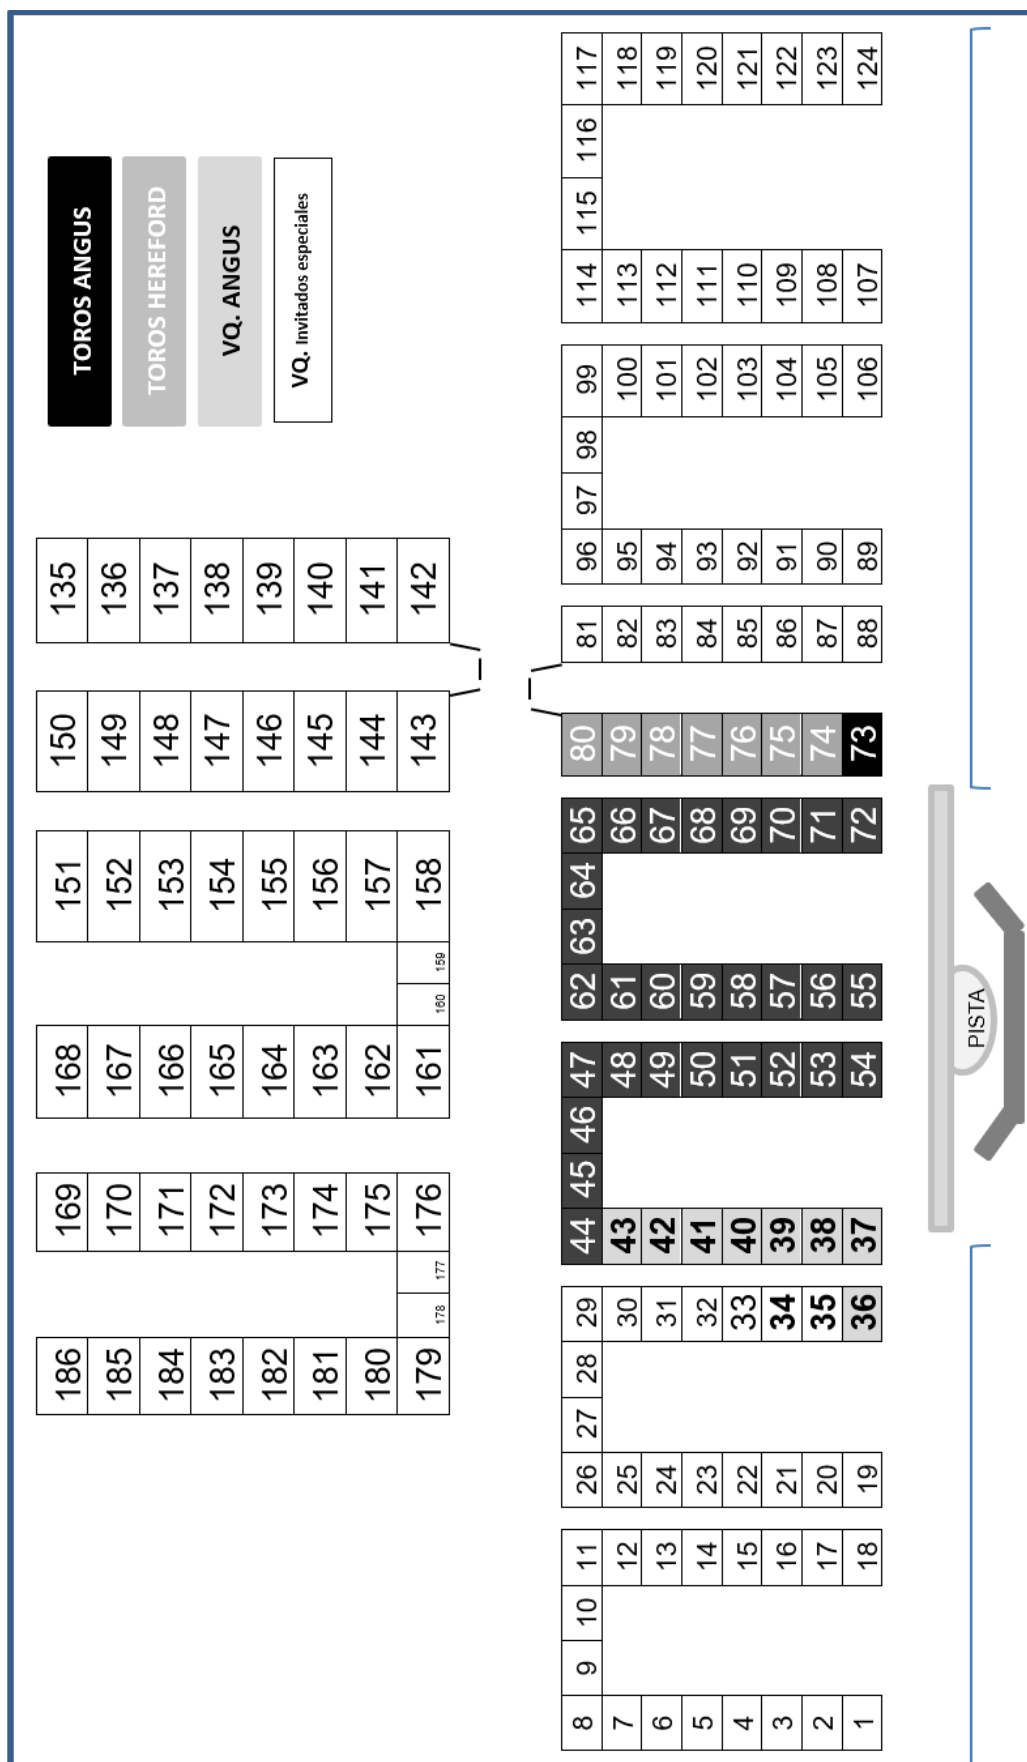 TOROS ANGUS
TOROS HEREFORD
VQ. ANGUS
VQ. Invitados especiales
186 169 168 151 150 135
185 170 167 152 149 136
184 171 166 153 148 137
183 172 165 154 147 138
182 173 164 155 146 139
181 174 163 156 145 140
180 175 162 157 144 141
179 178 177 176 161 160 159 158 143 142
8 9 10 11 26 27 28 29 44 45 46 47 62 63 64 65 80 81 96 97 98 99 114 115 116 117
7 12 25 30 43 48 61 66 79 82 95 100 113 118
6 13 24 31 42 49 60 67 78 83 94 101 112 119
5 14 23 32 41 50 59 68 77 84 93 102 111 120
4 15 22 33 40 51 58 69 76 85 92 103 110 121
3 16 21 34 39 52 57 70 75 86 91 104 109 122
2 17 20 35 38 53 56 71 74 87 90 105 108 123
1 18 19 36 37 54 55 72 73 88 89 106 107 124
PISTA